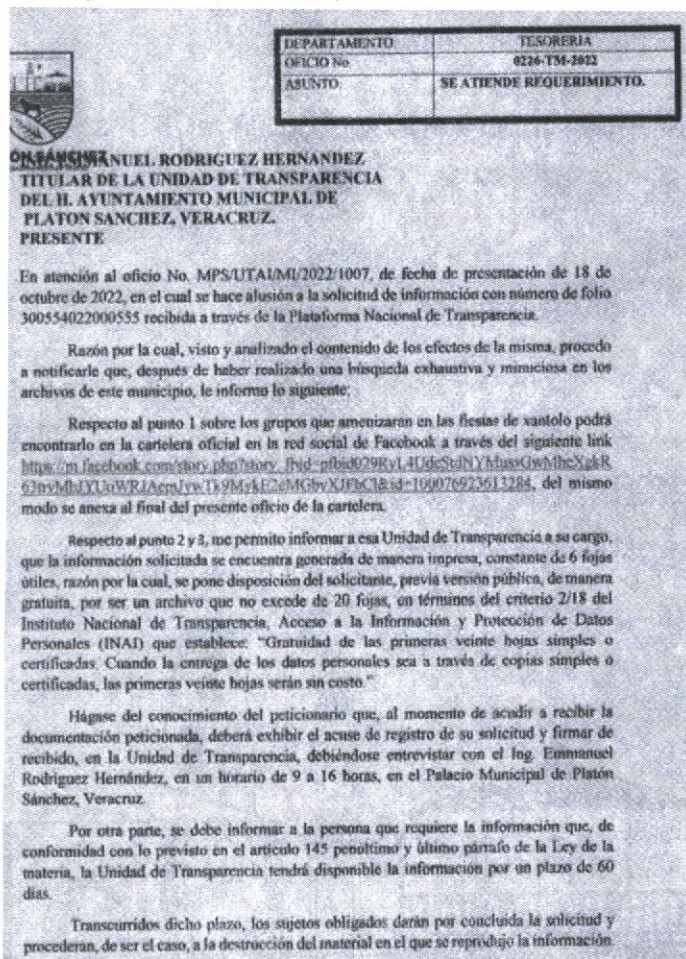 DEPARTAMENTO: TESORERIA
OFICIO No 0226-TM-2022
ASUNTO: SE ATIENDE REQUERIMIENTO.
MANUEL RODRIGUEZ HERNANDEZ
TITULAR DE LA UNIDAD DE TRANSPARENCIA
DEL H. AYUNTAMIENTO MUNICIPAL DE
PLATON SANCHEZ, VERACRUZ.
PRESENTE
En atención al oficio No. MPS/UTAI/MI/2022/1007, de fecha de presentación de 18 de
octubre de 2022, en el cual se hace alusión a la solicitud de información con número de folio
300554022000555 recibida a través de la Plataforma Nacional de Transparencia.
Razón por la cual, visto y analizado el contenido de los efectos de la misma, procedo
a notificarle que, después de haber realizado una búsqueda exhaustiva y minuciosa en los
archivos de este municipio, le informo lo siguiente;
Respecto al punto 1 sobre los grupos que amenizaran en las fiestas de xantolo podrá
encontrarlo en la cartelera oficial en la red social de Facebook a través del siguiente link
del mismo
modo se anexa al final del presente oficio de la cartelera.
Respecto al punto 2 y 3, me permito informar a esa Unidad de Transparencia a su cargo,
que la información solicitada se encuentra generada de manera impresa, constante de 6 fojas
útiles, razón por la cual, se pone disposición del solicitante, previa versión pública, de manera
gratuita, por ser un archivo que no excede de 20 fojas, en términos del criterio 2/18 del
Instituto Nacional de Transparencia, Acceso a la Información y Protección de Datos
Personales (INAI) que establece: "Gratuidad de las primeras veinte hojas simples o
certificadas. Cuando la entrega de los datos personales sea a través de copias simples o
certificadas, las primeras veinte hojas serán sin costo."
Hágase del conocimiento del peticionario que, al momento de acudir a recibir la
documentación peticionada, deberá exhibir el acuse de registro de su solicitud y firmar de
recibido, en la Unidad de Transparencia, debiéndose entrevistar con el Ing. Emmanuel
Rodriguez Hernández, en un horario de 9 a 16 horas, en el Palacio Municipal de Platón
Sánchez, Veracruz.
Por otra parte, se debe informar a la persona que requiere la información que, de
conformidad con lo previsto en el artículo 145 penúltimo y último párrafo de la Ley de la
materia, la Unidad de Transparencia tendrá disponible la información por un plazo de 60
días.
Transcurridos dicho plazo, los sujetos obligados darán por concluida la solicitud y
procederan, de ser el caso, a la destrucción del material en el que se reprodujo la información.